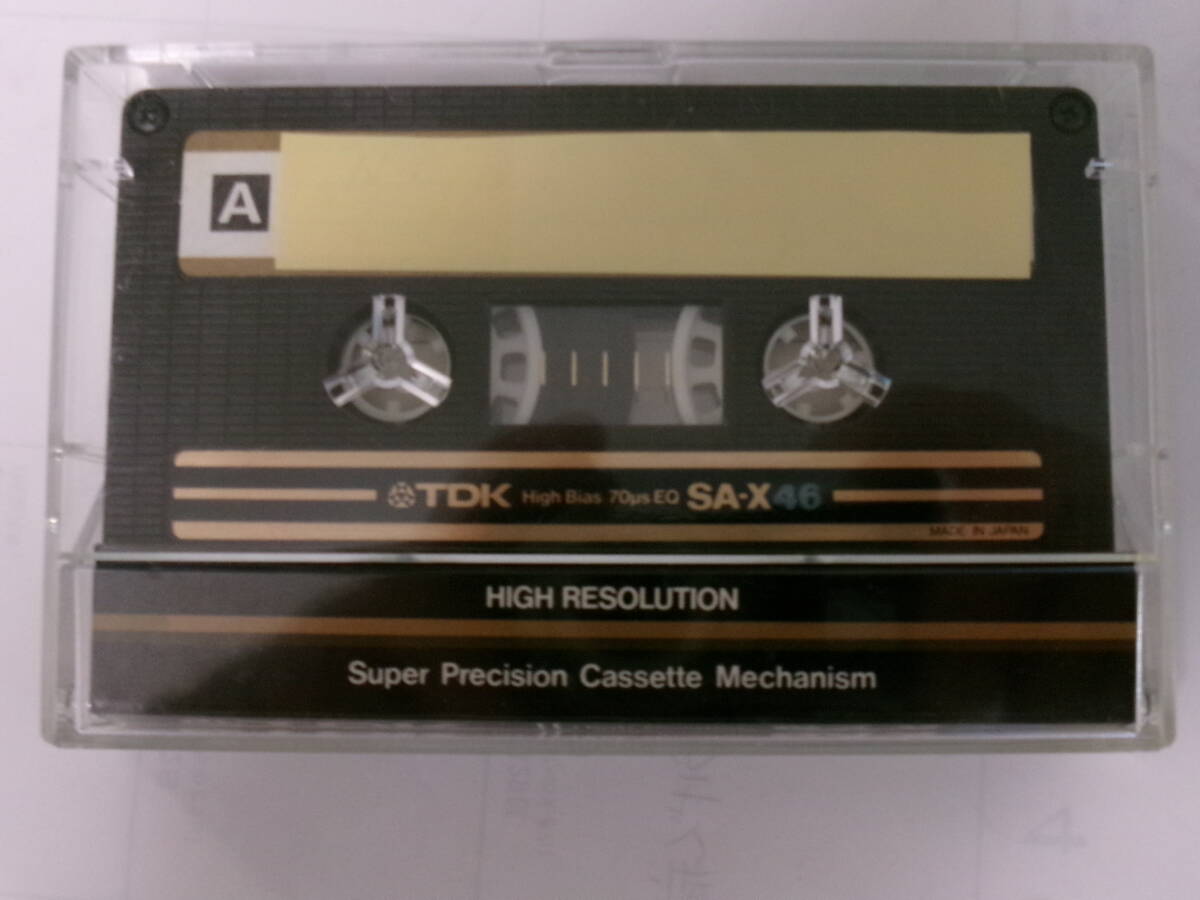 A
TDK High Bias 70µs EQ SA-X46
MADE IN JAPAN
HIGH RESOLUTION
Super Precision Cassette Mechanism